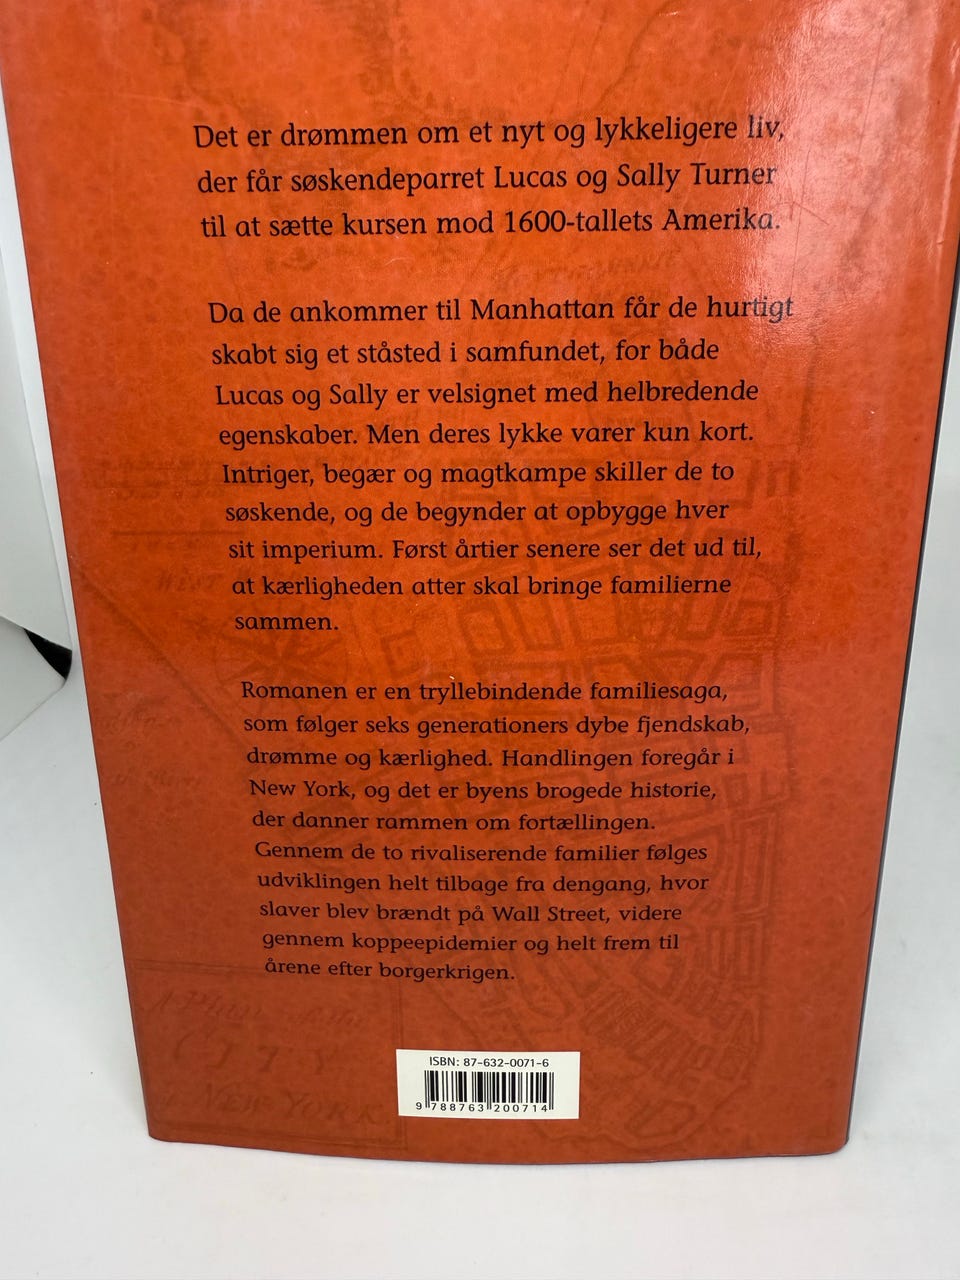 Det er drømmen om et nyt og lykkeligere liv,
der får søskendeparret Lucas og Sally Turner
til at sætte kursen mod 1600-tallets Amerika.
Da de ankommer til Manhattan får de hurtigt
skabt sig et ståsted i samfundet, for både
Lucas og Sally er velsignet med helbredende
egenskaber. Men deres lykke varer kun kort.
Intriger, begær og magtkampe skiller de to
søskende, og de begynder at opbygge hver
sit imperium. Først årtier senere ser det ud til,
at kærligheden atter skal bringe familierne
sammen.
Romanen er en tryllebindende familiesaga,
som følger seks generationers dybe fjendskab,
drømme og kærlighed. Handlingen foregår i
New York, og det er byens brogede historie,
der danner rammen om fortællingen.
Gennem de to rivaliserende familier følges
udviklingen helt tilbage fra dengang, hvor
slaver blev brændt på Wall Street, videre
gennem koppeepidemier og helt frem til
årene efter borgerkrigen.
A Plan of the
CITY
NEW YORK
ISBN: 87-632-0071-6
9 788763 200714